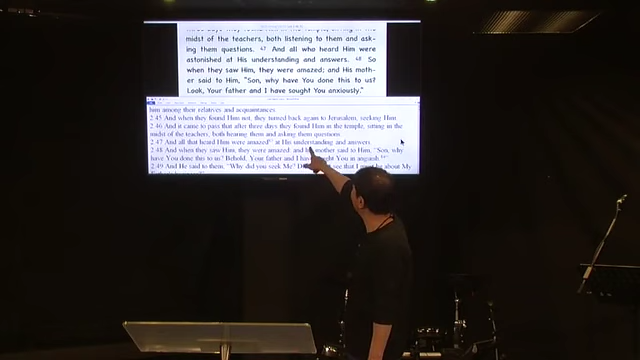 midst of the teachers, both listening to them and ask-
ing them questions. 47 And all who heard Him were
astonished at His understanding and answers. 48 So
when they saw Him, they were amazed; and His moth-
er said to Him, "Son, why have You done this to us?
Look, Your father and I have sought You anxiously."
him among their relatives and acquaintances.
2:45 And when they found Him not, they turned back again to Jerusalem, seeking Him.
2:46 And it came to pass that after three days they found Him in the temple, sitting in the
midst of the teachers, both hearing them and asking them questions.
2:47 And all that heard Him were amazed at His understanding and answers.
2:48 And when they saw Him, they were amazed: and His mother said to Him, "Son, why
have You done this to us? Behold, Your father and I have sought You in anguish."
2:49 And He said to them, "Why did you seek Me? see that I must be about My